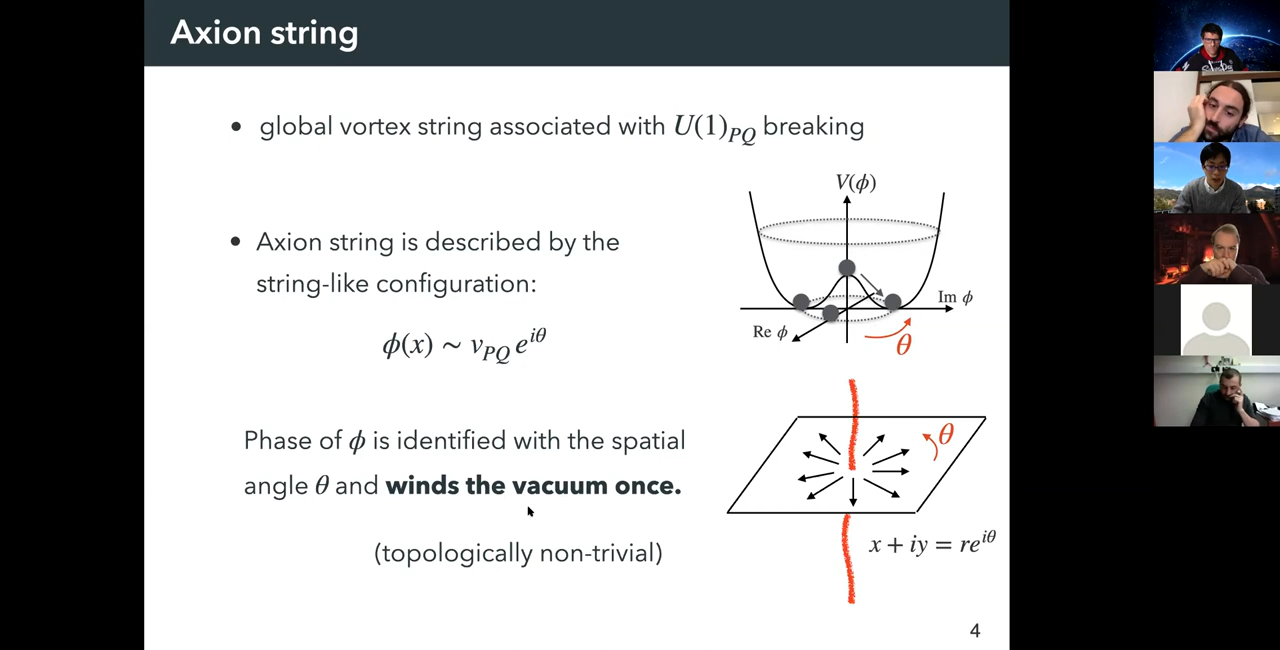 Axion string
• global vortex string associated with U(1)_PQ breaking
V(ϕ)
• Axion string is described by the
string-like configuration:
Im ϕ
Re ϕ
θ
ϕ(x) ∼ v_PQ e^{iθ}
θ
Phase of ϕ is identified with the spatial
angle θ and winds the vacuum once.
x + iy = re^{iθ}
(topologically non-trivial)
4